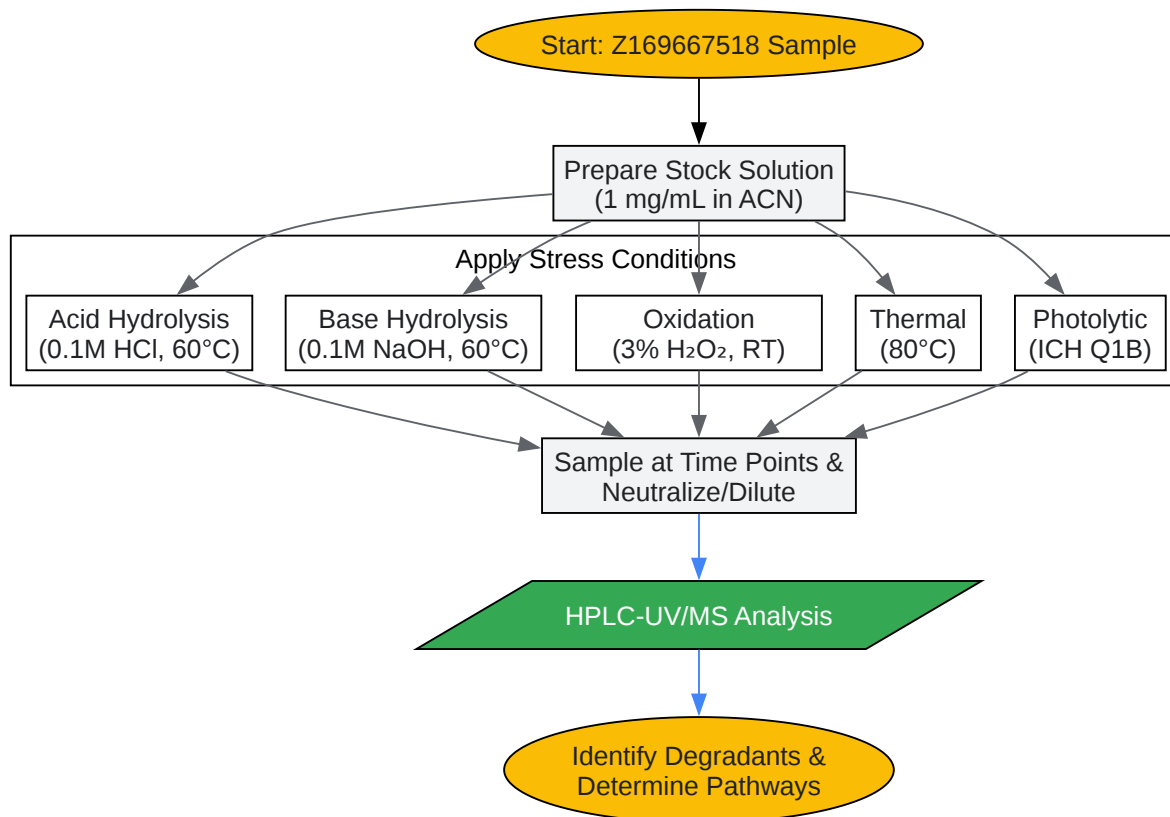 Start: Z169667518 Sample
Prepare Stock Solution
(1 mg/mL in ACN)
Apply Stress Conditions
Acid Hydrolysis
(0.1M HCl, 60°C)
Base Hydrolysis
(0.1M NaOH, 60°C)
Oxidation
(3% H₂O₂, RT)
Thermal
(80°C)
Photolytic
(ICH Q1B)
Sample at Time Points &
Neutralize/Dilute
HPLC-UV/MS Analysis
Identify Degradants &
Determine Pathways